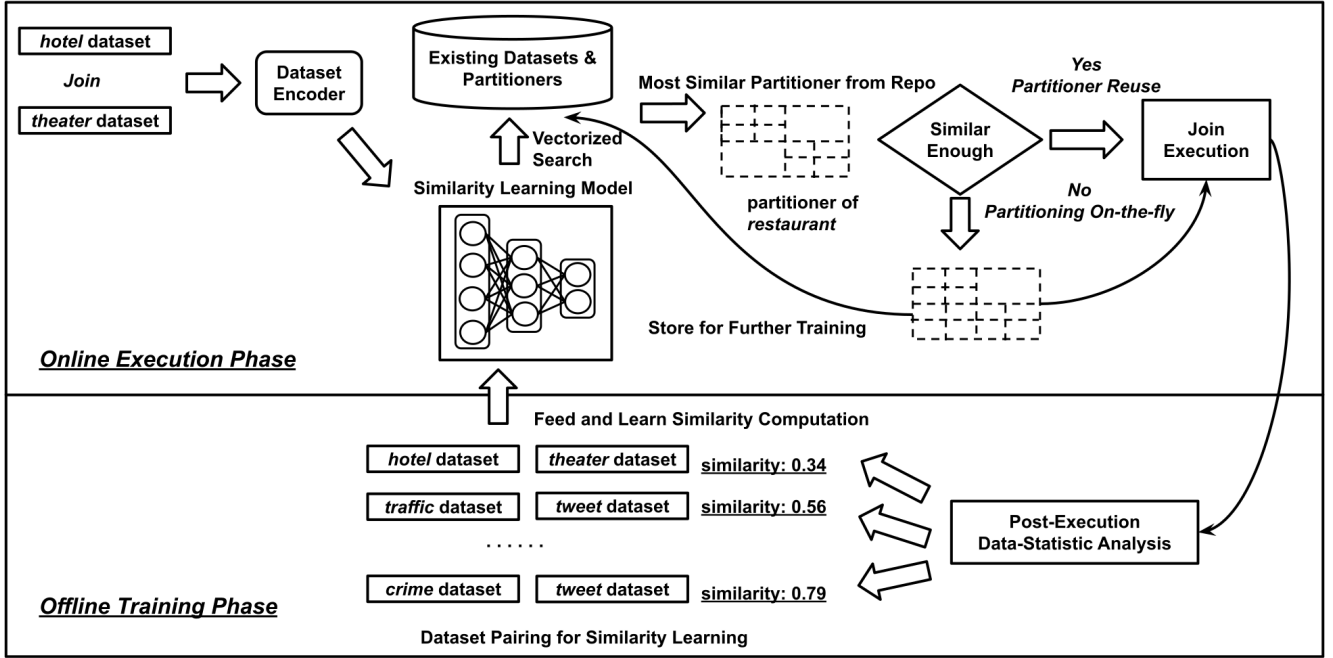 hotel dataset
Join
theater dataset
Dataset
Encoder
Existing Datasets &
Partitioners
Vectorized
Search
Similarity Learning Model
Most Similar Partitioner from Repo
partitioner of
restaurant
Similar
Enough
Yes
Partitioner Reuse
No
Partitioning On-the-fly
Join
Execution
Store for Further Training
Online Execution Phase
Feed and Learn Similarity Computation
hotel dataset theater dataset similarity: 0.34
traffic dataset tweet dataset similarity: 0.56
. . . . . .
crime dataset tweet dataset similarity: 0.79
Post-Execution
Data-Statistic Analysis
Offline Training Phase
Dataset Pairing for Similarity Learning